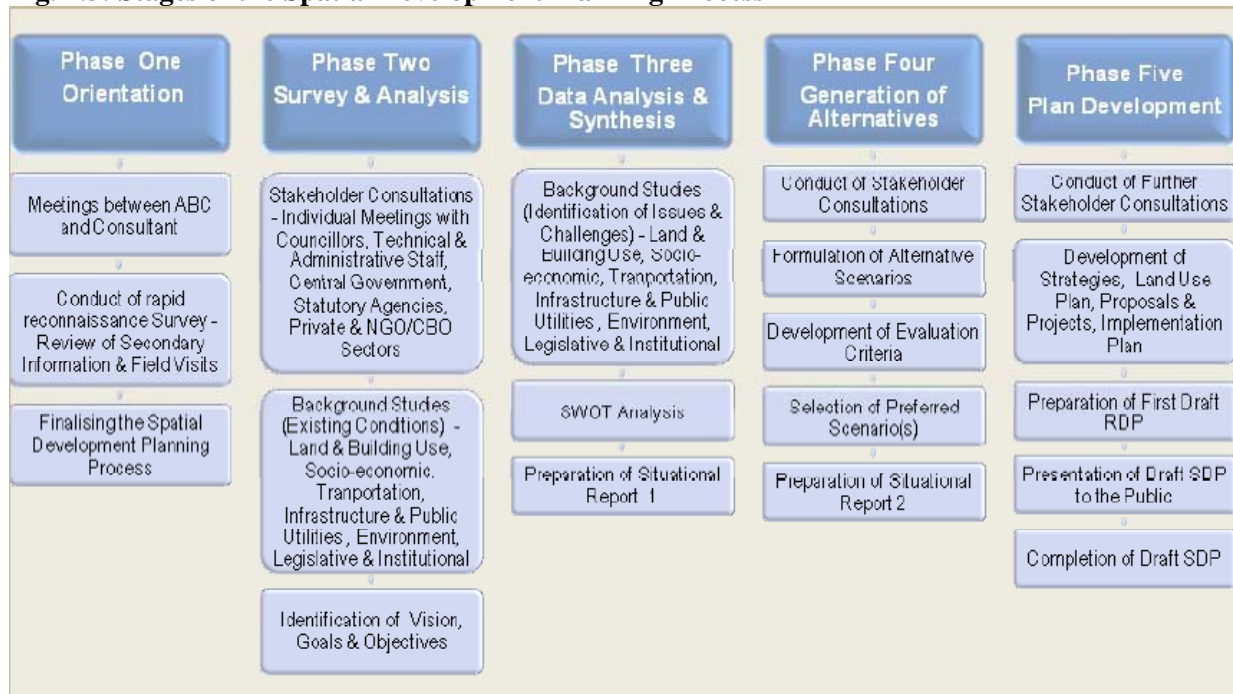 Stages of the Spatial Development Planning Process
Phase One
Orientation
Meetings between ABC
and Consultant
Conduct of rapid
reconnaissance Survey -
Review of Secondary
Information & Field Visits
Finalising the Spatial
Development Planning
Process
Phase Two
Survey & Analysis
Stakeholder Consultations
- Individual Meetings with
Councillors, Technical &
Administrative Staff,
Central Government,
Statutory Agencies,
Private & NGO/CBO
Sectors
Background Studies
(Existing Conditions) -
Land & Building Use,
Socio-economic.
Tranportation,
Infrastructure & Public
Utilities , Environment,
Legislative & Institutional
Identification of Vision,
Goals & Objectives
Phase Three
Data Analysis &
Synthesis
Background Studies
(Identification of Issues &
Challenges) - Land &
Building Use, Socio-
economic, Tranportation,
Infrastructure & Public
Utilities , Environment,
Legislative & Institutional
SWOT Analysis
Preparation of Situational
Report 1
Phase Four
Generation of
Alternatives
Conduct of Stakeholder
Consultations
Formulation of Alternative
Scenarios
Development of Evaluation
Criteria
Selection of Preferred
Scenario(s)
Preparation of Situational
Report 2
Phase Five
Plan Development
Conduct of Further
Stakeholder Consultations
Development of
Strategies, Land Use
Plan, Proposals &
Projects, Implementation
Plan
Preparation of First Draft
RDP
Presentation of Draft SDP
to the Public
Completion of Draft SDP